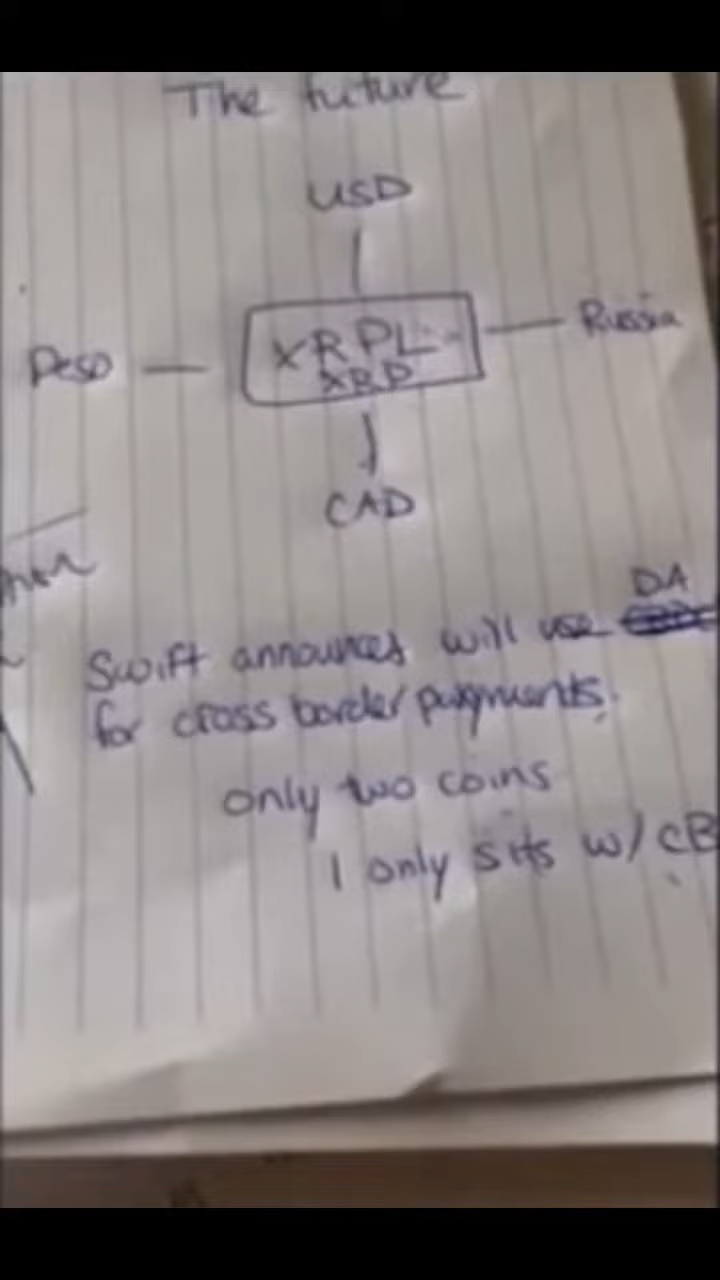 The future
USD
XRPL
XRP
Peso
Russia
CAD
DA
Swift announces will use
for cross border payments.
only two coins
1 only sits w/ CB